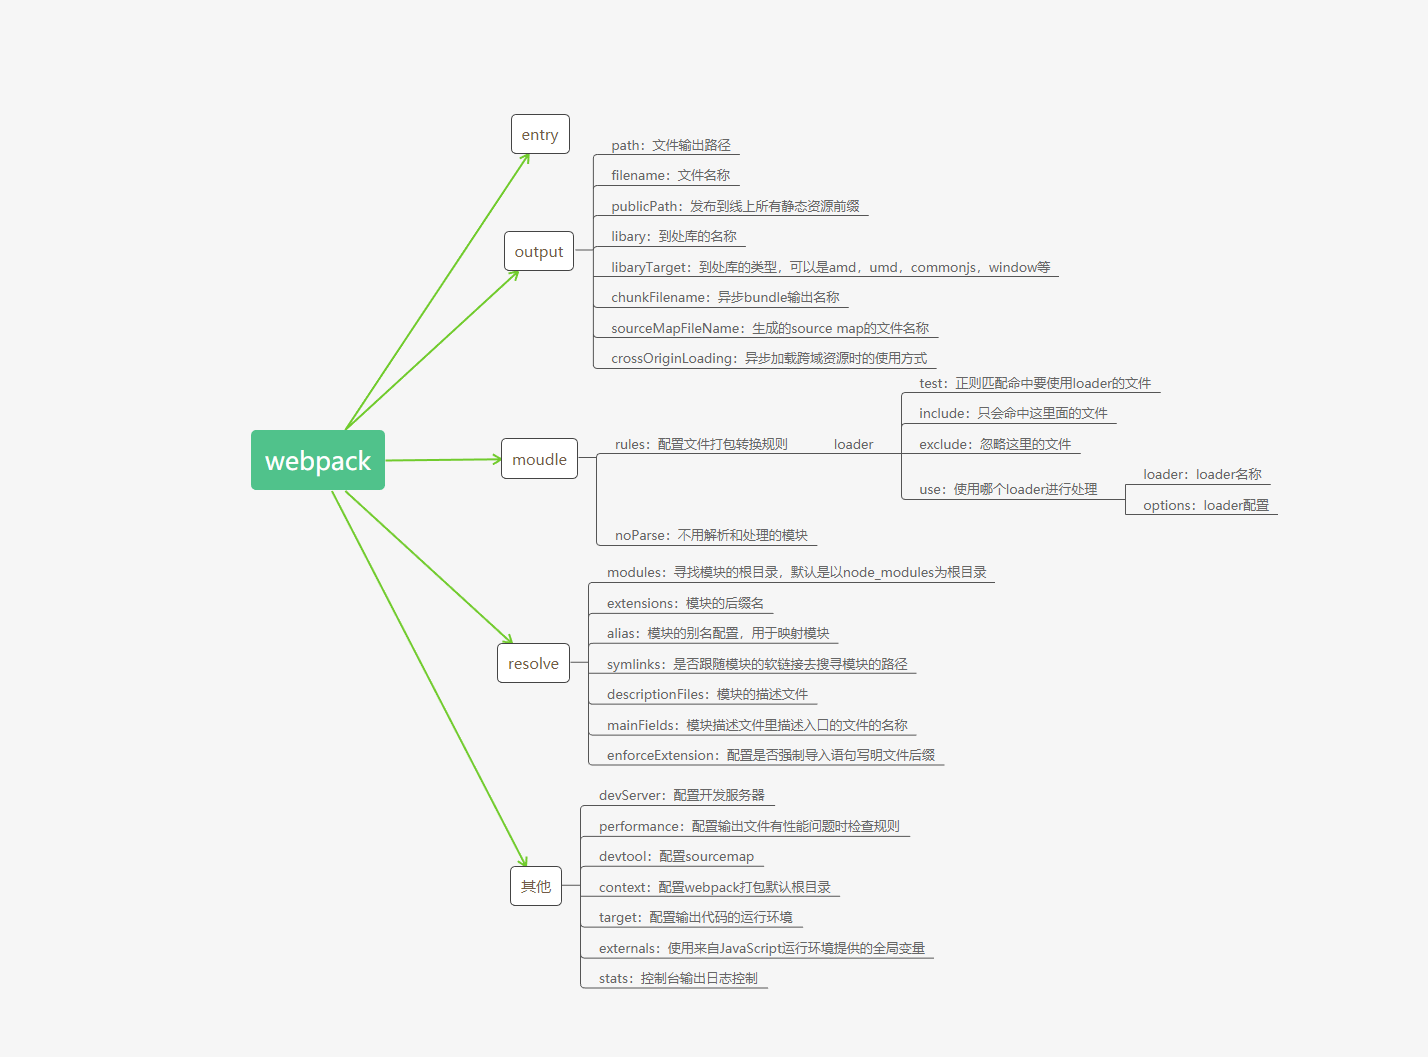 webpack
entry
output
path：文件输出路径
filename：文件名称
publicPath：发布到线上所有静态资源前缀
libary：到处库的名称
libaryTarget：到处库的类型，可以是amd，umd，commonjs，window等
chunkFilename：异步bundle输出名称
sourceMapFileName：生成的source map的文件名称
crossOriginLoading：异步加载跨域资源时的使用方式
moudle
rules：配置文件打包转换规则
loader
test：正则匹配命中要使用loader的文件
include：只会命中这里面的文件
exclude：忽略这里的文件
use：使用哪个loader进行处理
loader：loader名称
options：loader配置
noParse：不用解析和处理的模块
resolve
modules：寻找模块的根目录，默认是以node_modules为根目录
extensions：模块的后缀名
alias：模块的别名配置，用于映射模块
symlinks：是否跟随模块的软链接去搜寻模块的路径
descriptionFiles：模块的描述文件
mainFields：模块描述文件里描述入口的文件的名称
enforceExtension：配置是否强制导入语句写明文件后缀
其他
devServer：配置开发服务器
performance：配置输出文件有性能问题时检查规则
devtool：配置sourcemap
context：配置webpack打包默认根目录
target：配置输出代码的运行环境
externals：使用来自JavaScript运行环境提供的全局变量
stats：控制台输出日志控制